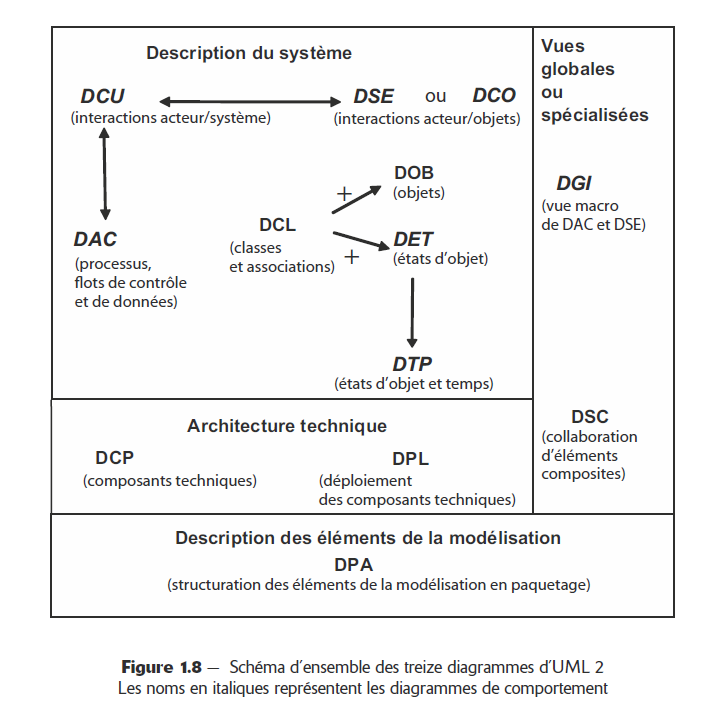 Description du système
DCU
(interactions acteur/système)
DSE ou DCO
(interactions acteur/objets)
DAC
(processus,
flots de contrôle
et de données)
DCL
(classes
et associations)
+
DOB
(objets)
+
DET
(états d'objet)
DTP
(états d'objet et temps)
Vues
globales
ou
spécialisées
DGI
(vue macro
de DAC et DSE)
DSC
(collaboration
d'éléments
composites)
Architecture technique
DCP
(composants techniques)
DPL
(déploiement
des composants techniques)
Description des éléments de la modélisation
DPA
(structuration des éléments de la modélisation en paquetage)
Figure 1.8 — Schéma d'ensemble des treize diagrammes d'UML 2
Les noms en italiques représentent les diagrammes de comportement